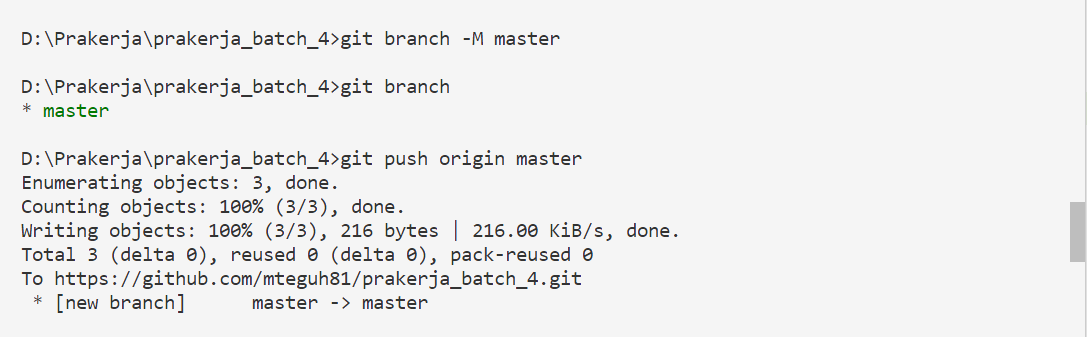 D:\Prakerja\prakerja_batch_4>git branch -M master
D:\Prakerja\prakerja_batch_4>git branch
* master
D:\Prakerja\prakerja_batch_4>git push origin master
Enumerating objects: 3, done.
Counting objects: 100% (3/3), done.
Writing objects: 100% (3/3), 216 bytes | 216.00 KiB/s, done.
Total 3 (delta 0), reused 0 (delta 0), pack-reused 0
To https://github.com/mteguh81/prakerja_batch_4.git
 * [new branch]      master -> master